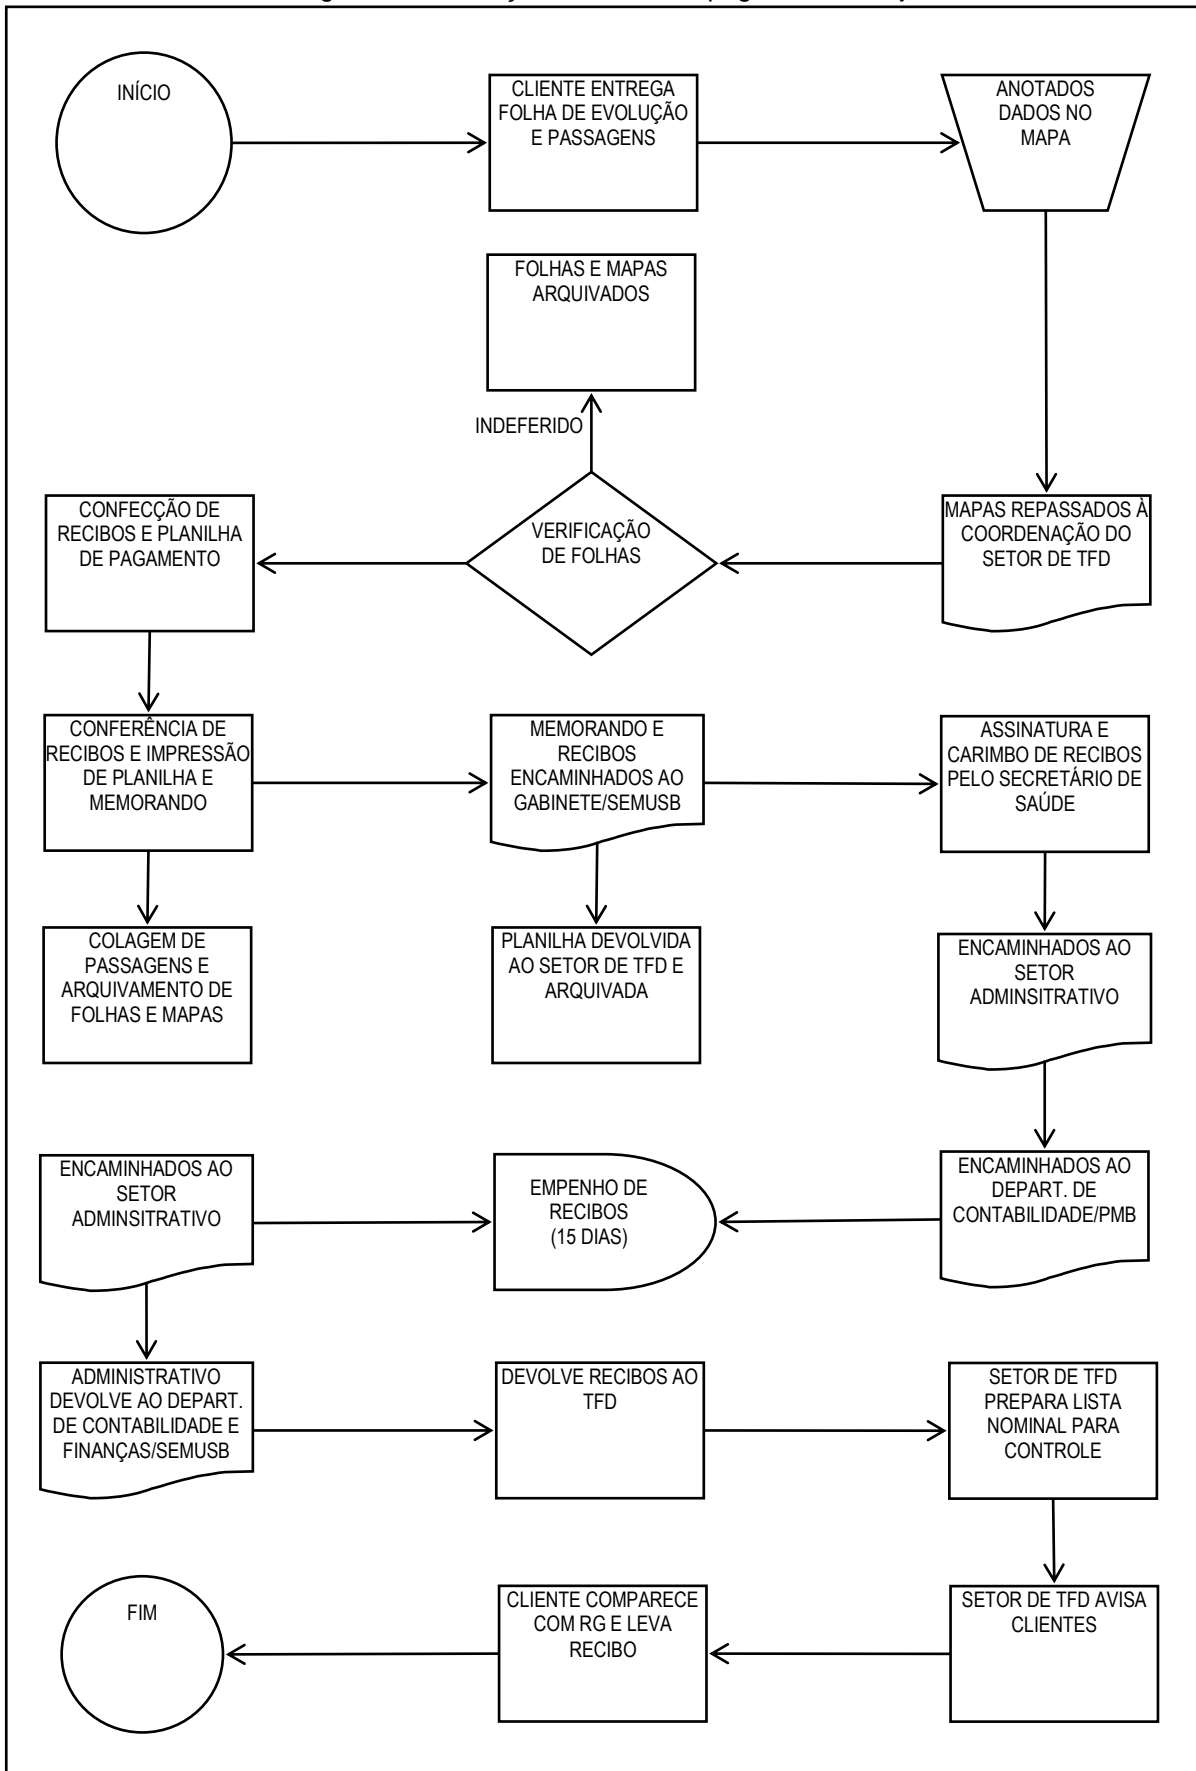 INÍCIO
CLIENTE ENTREGA
FOLHA DE EVOLUÇÃO
E PASSAGENS
ANOTADOS
DADOS NO
MAPA
FOLHAS E MAPAS
ARQUIVADOS
INDEFERIDO
CONFECÇÃO DE
RECIBOS E PLANILHA
DE PAGAMENTO
VERIFICAÇÃO
DE FOLHAS
MAPAS REPASSADOS À
COORDENAÇÃO DO
SETOR DE TFD
CONFERÊNCIA DE
RECIBOS E IMPRESSÃO
DE PLANILHA E
MEMORANDO
MEMORANDO E
RECIBOS
ENCAMINHADOS AO
GABINETE/SEMUSB
ASSINATURA E
CARIMBO DE RECIBOS
PELO SECRETÁRIO DE
SAÚDE
COLAGEM DE
PASSAGENS E
ARQUIVAMENTO DE
FOLHAS E MAPAS
PLANILHA DEVOLVIDA
AO SETOR DE TFD E
ARQUIVADA
ENCAMINHADOS AO
SETOR
ADMINSITRATIVO
ENCAMINHADOS AO
SETOR
ADMINSITRATIVO
EMPENHO DE
RECIBOS
(15 DIAS)
ENCAMINHADOS AO
DEPART. DE
CONTABILIDADE/PMB
ADMINISTRATIVO
DEVOLVE AO DEPART.
DE CONTABILIDADE E
FINANÇAS/SEMUSB
DEVOLVE RECIBOS AO
TFD
SETOR DE TFD
PREPARA LISTA
NOMINAL PARA
CONTROLE
FIM
CLIENTE COMPARECE
COM RG E LEVA
RECIBO
SETOR DE TFD AVISA
CLIENTES